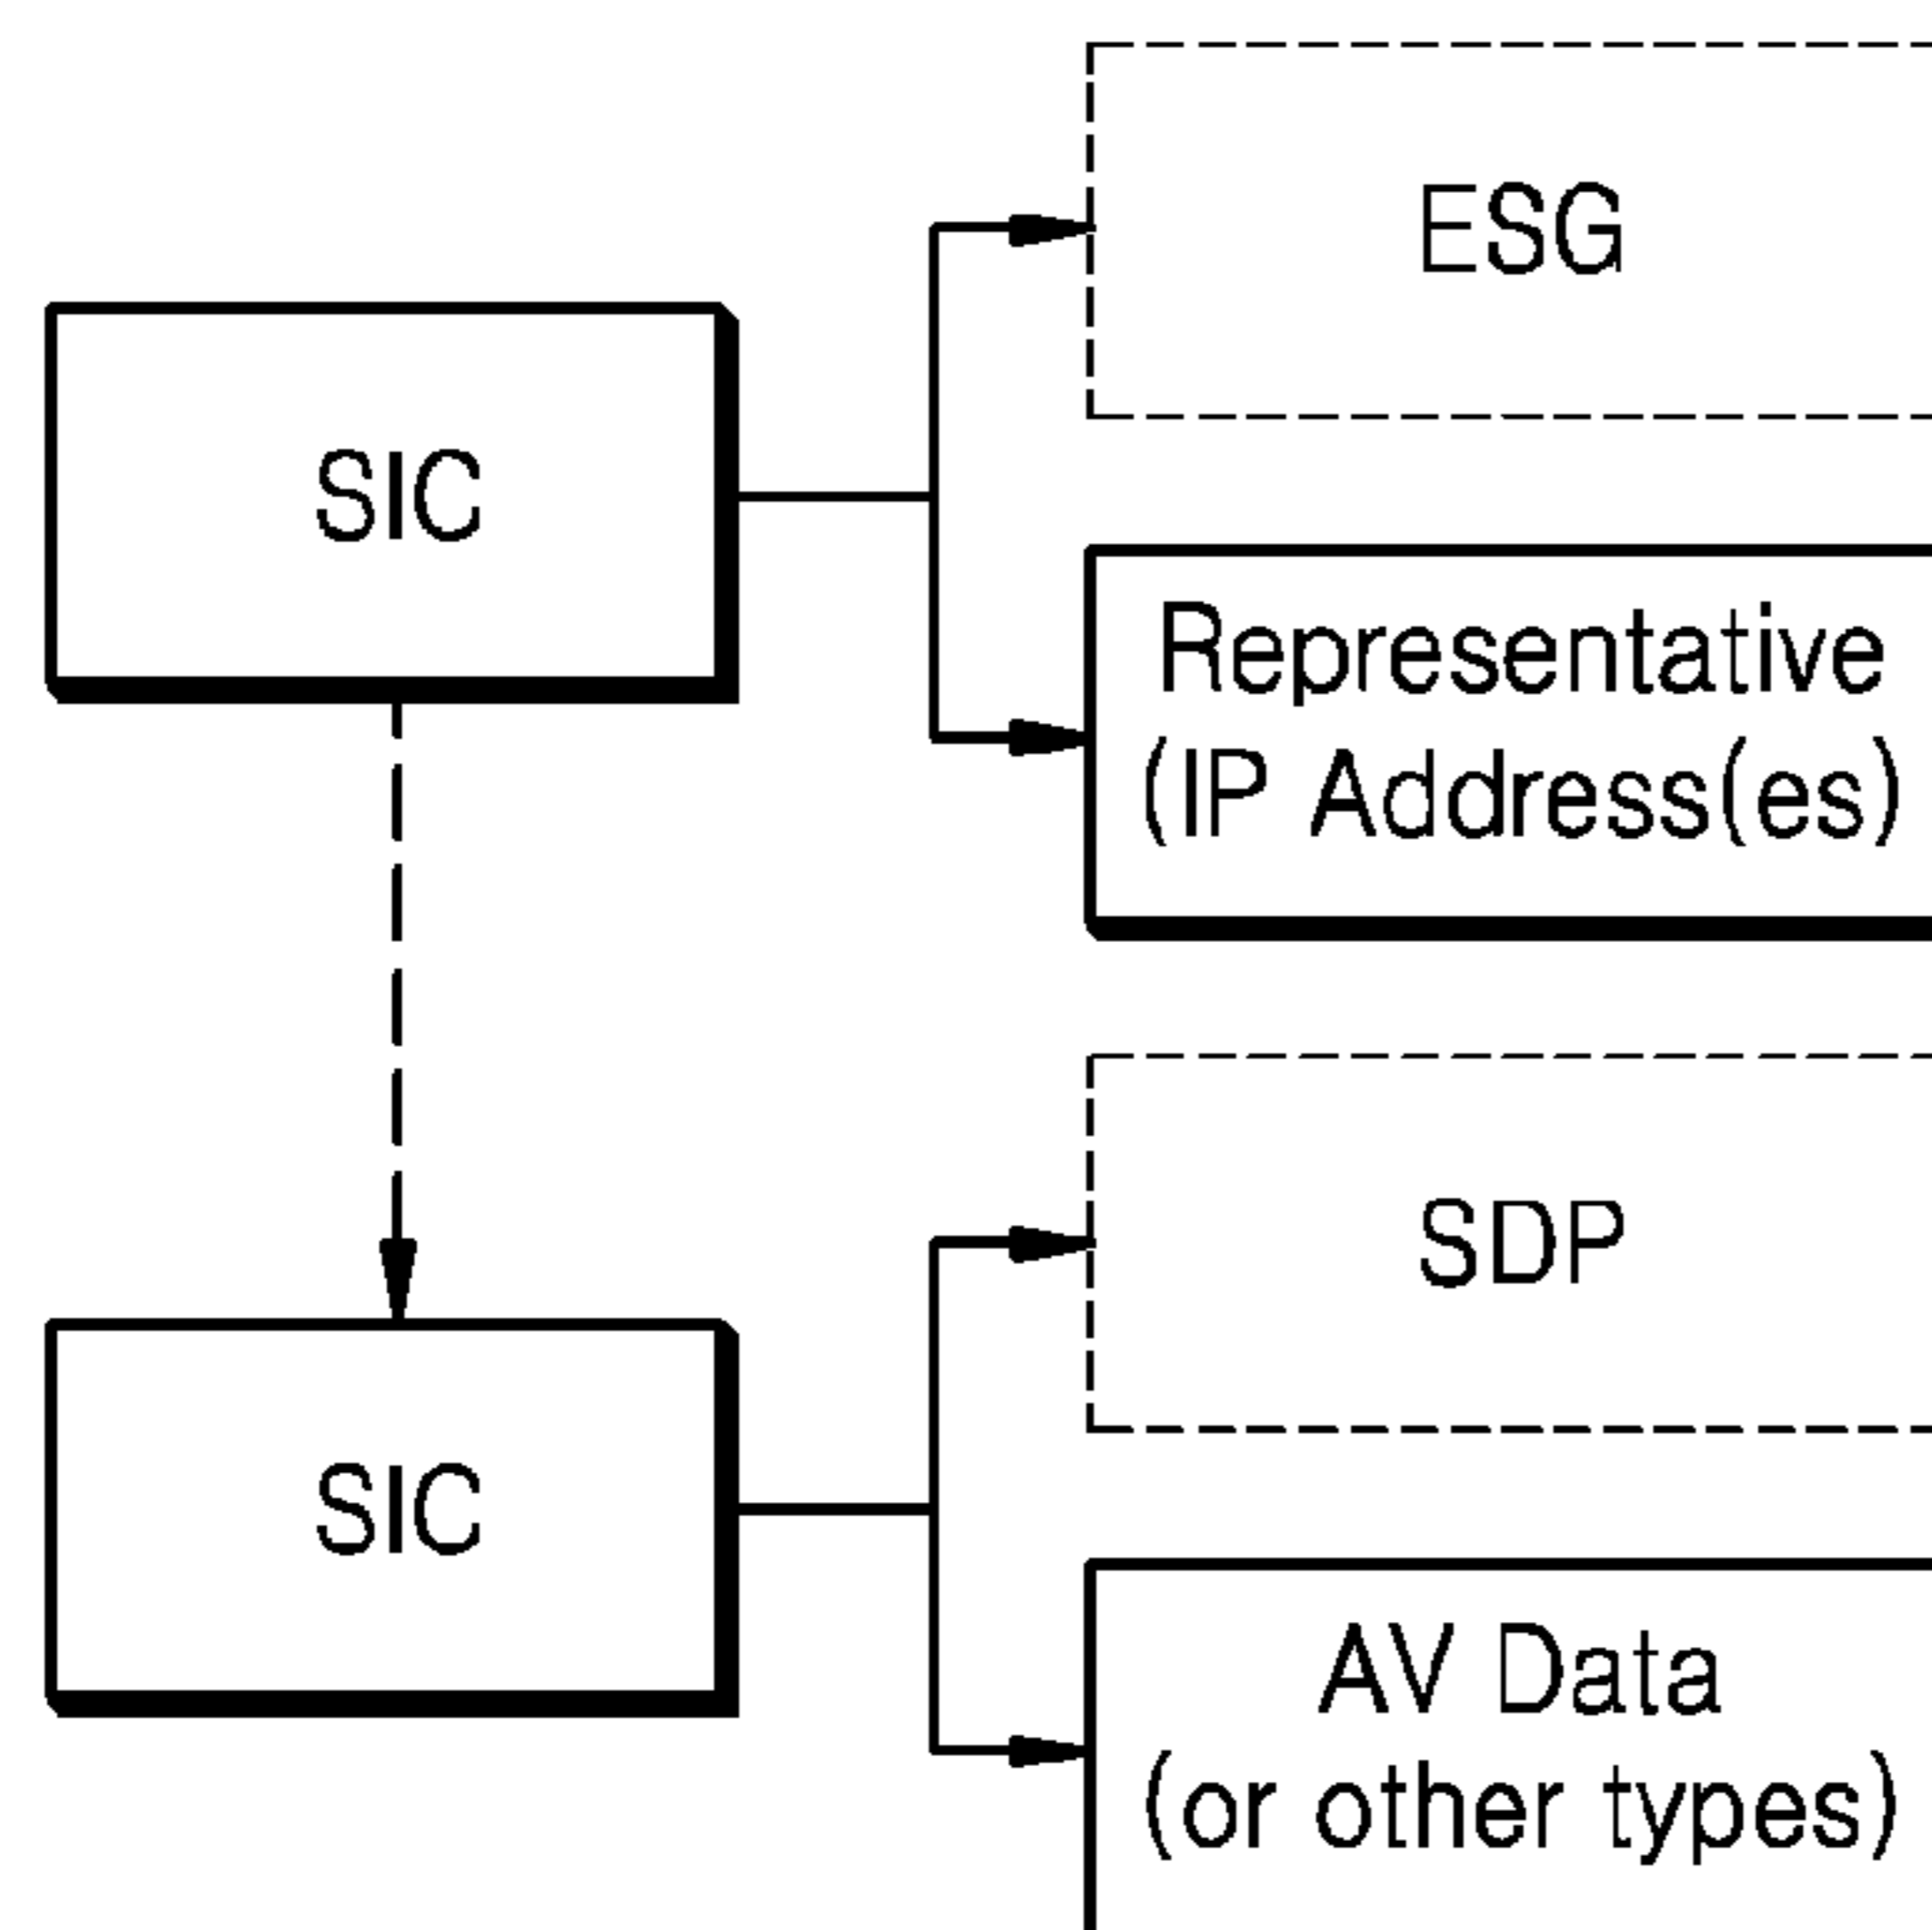 ESG
SIC
Representative
(IP Address(es)
SDP
SIC
AV Data
(or other types)